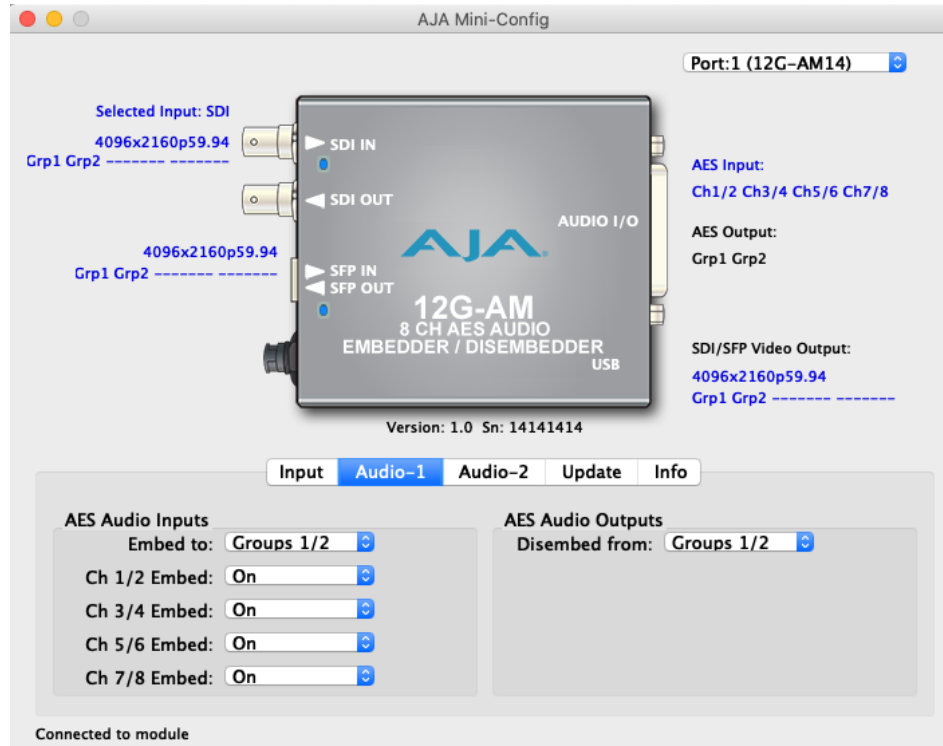 AJA Mini-Config
Port:1 (12G-AM14)
Selected Input: SDI
4096x2160p59.94
Grp1 Grp2 ------- -------
SDI IN
SDI OUT
4096x2160p59.94
Grp1 Grp2 ------- -------
SFP IN
SFP OUT
AUDIO I/O
AJA
12G-AM
8 CH AES AUDIO
EMBEDDER / DISEMBEDDER
USB
AES Input:
Ch1/2 Ch3/4 Ch5/6 Ch7/8
AES Output:
Grp1 Grp2
SDI/SFP Video Output:
4096x2160p59.94
Grp1 Grp2 ------- -------
Version: 1.0 Sn: 14141414
Input Audio-1 Audio-2 Update Info
AES Audio Inputs
Embed to: Groups 1/2
Ch 1/2 Embed: On
Ch 3/4 Embed: On
Ch 5/6 Embed: On
Ch 7/8 Embed: On
AES Audio Outputs
Disembed from: Groups 1/2
Connected to module